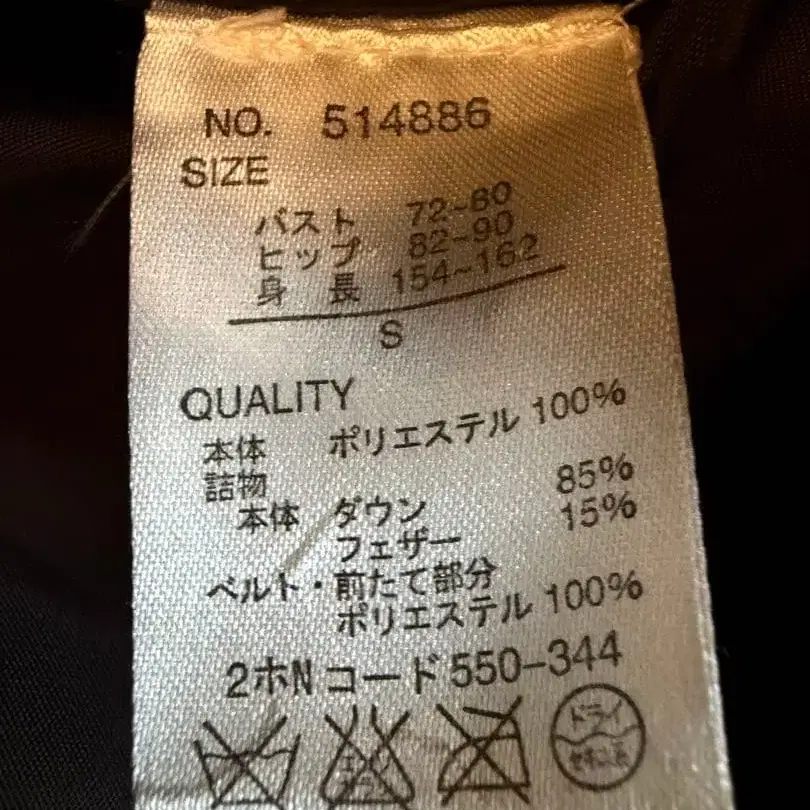 NO. 514886
SIZE
バスト 72~80
ヒップ 82~90
身 長 154~162
S
QUALITY
本体 ポリエステル 100%
詰物
本体 ダウン 85%
フェザー 15%
ベルト・前たて部分
ポリエステル 100%
2ホN コード 550-344
ドライ